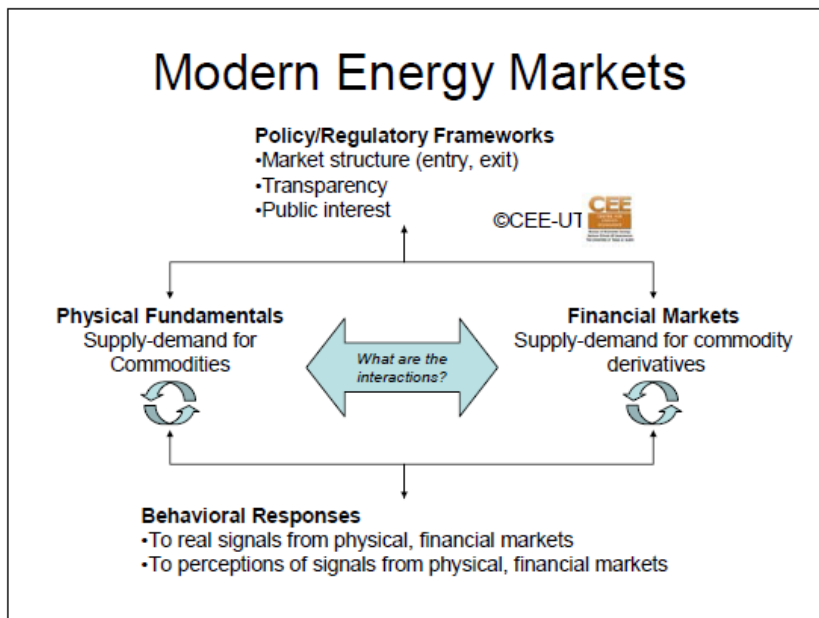 Modern Energy Markets
Policy/Regulatory Frameworks
•Market structure (entry, exit)
•Transparency
•Public interest
©CEE-UT
CEE
Physical Fundamentals
Supply-demand for
Commodities
What are the
interactions?
Financial Markets
Supply-demand for commodity
derivatives
Behavioral Responses
•To real signals from physical, financial markets
•To perceptions of signals from physical, financial markets